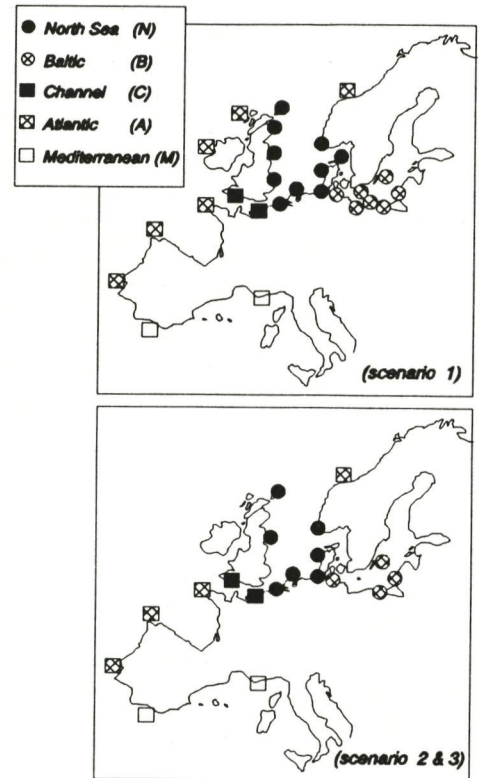 North Sea (N)
Baltic (B)
Channel (C)
Atlantic (A)
Mediterranean (M)
(scenario 1)
(scenario 2 & 3)